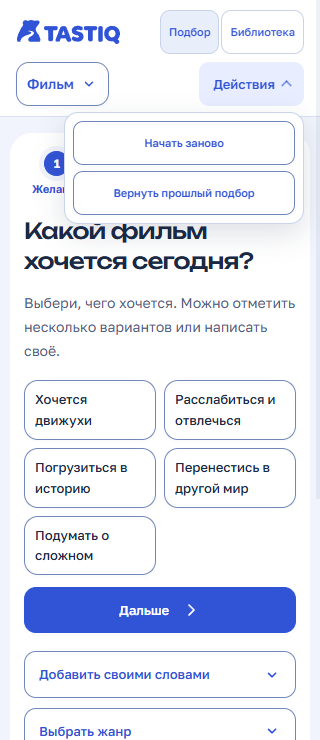 TASTIQ
Подбор
Библиотека
Фильм
Действия
Начать заново
Вернуть прошлый подбор
1
Какой фильм
хочется сегодня?
Выбери, чего хочется. Можно отметить
несколько вариантов или написать
своё.
Хочется
движухи
Расслабиться и
отвлечься
Погрузиться в
историю
Перенестись в
другой мир
Подумать о
сложном
Дальше
Добавить своими словами
Выбрать жанр